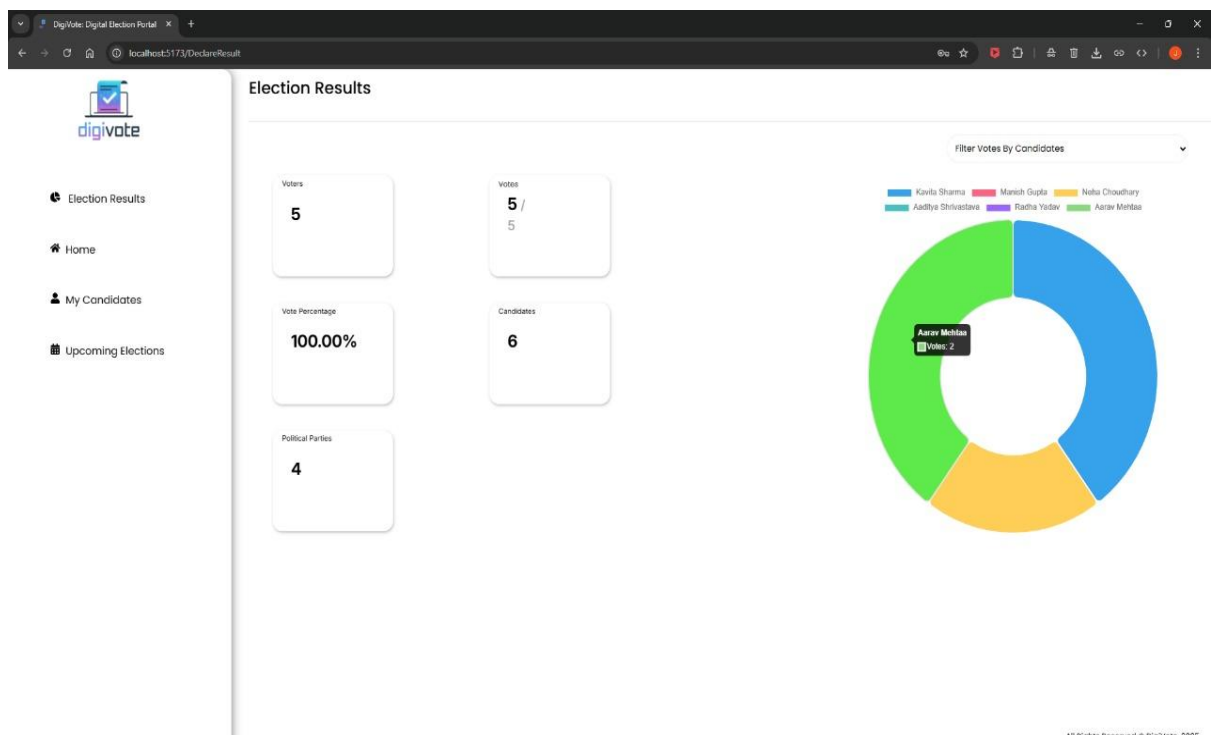 DigiVote: Digital Election Portal
localhost:5173/DeclareResult
digivote
Election Results
Home
My Candidates
Upcoming Elections
Election Results
Filter Votes By Candidates
Voters
5
Votes
5 /
5
Vote Percentage
100.00%
Candidates
6
Political Parties
4
Kavita Sharma Manish Gupta Neha Choudhary
Aaditya Shrivastava Radha Yadav Aarav Mehtaa
Aarav Mehtaa
Votes: 2